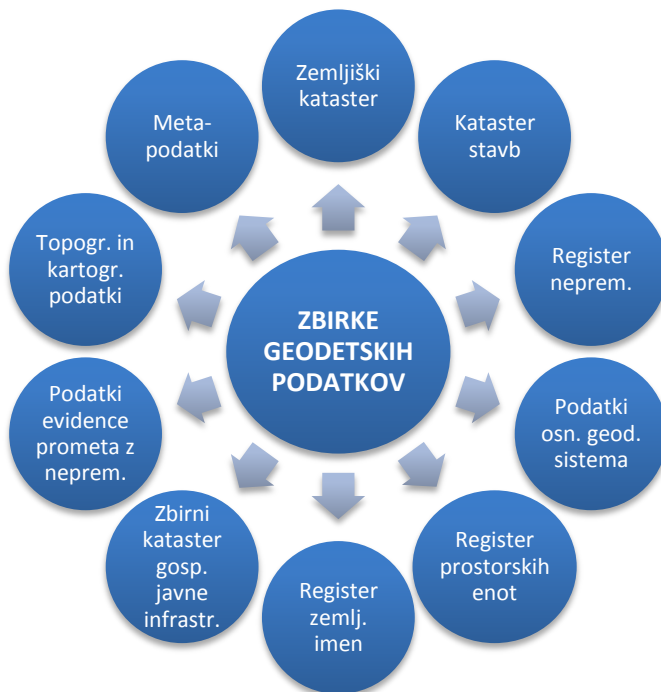 Zemljiški
kataster
Kataster
stavb
Register
neprem.
Podatki
osn. geod.
sistema
Register
prostorskih
enot
Register
zemlj.
imen
Zbirni
kataster
gosp.
javne
infrastr.
Podatki
evidence
prometa z
neprem.
Topogr. in
kartogr.
podatki
Meta-
podatki
ZBIRKE
GEODETSKIH
PODATKOV